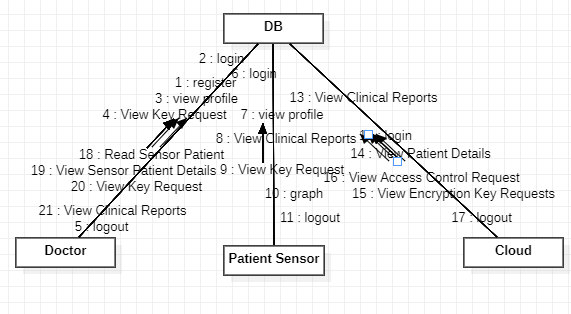 DB
2 : login
6 : login
1 : register
3 : view profile
13 : View Clinical Reports
4 : View Key Request
7 : view profile
8 : View Clinical Reports
login
18 : Read Sensor Patient
14 : View Patient Details
19 : View Sensor Patient Details
9 : View Key Request
16 : View Access Control Request
20 : View Key Request
10 : graph
15 : View Encryption Key Requests
21 : View Clinical Reports
11 : logout
17 : logout
5 : logout
Doctor
Patient Sensor
Cloud